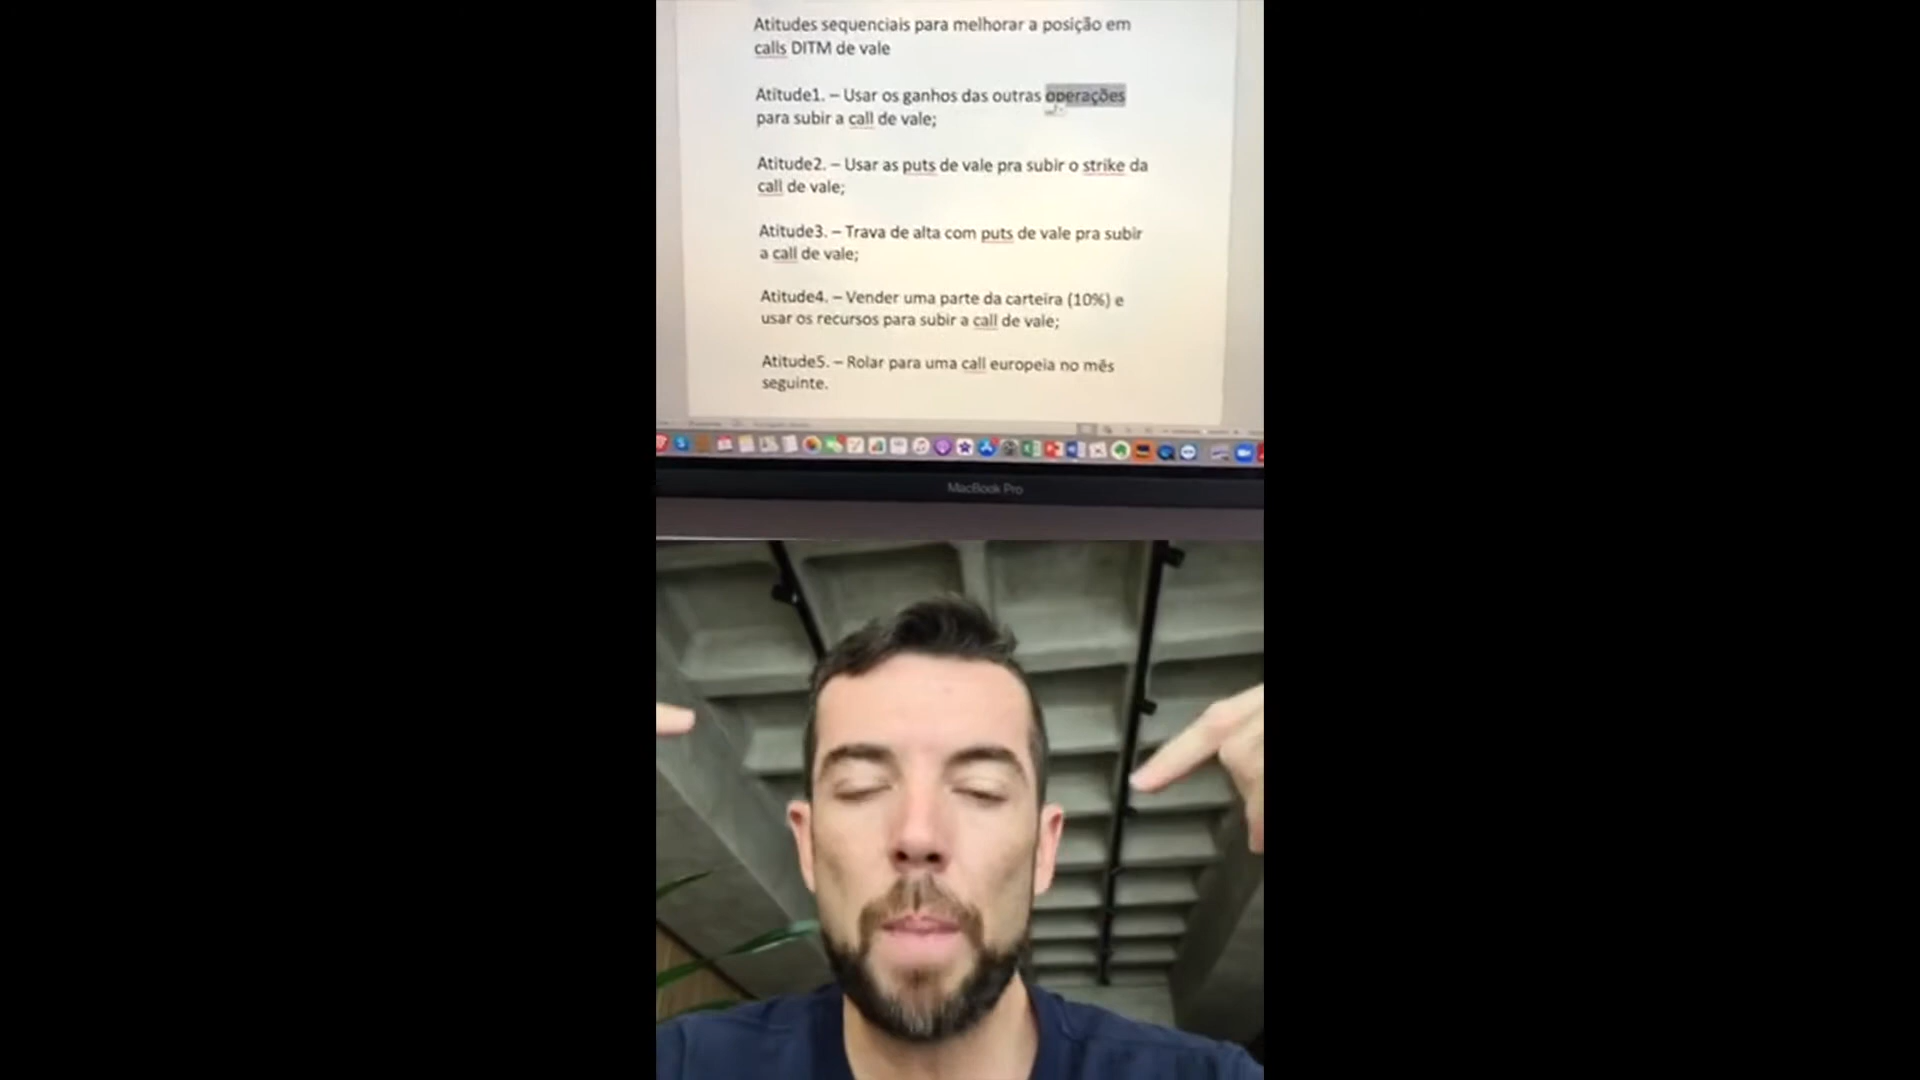 Atitudes sequenciais para melhorar a posição em
calls DITM de vale
Atitude1. – Usar os ganhos das outras operações
para subir a call de vale;
Atitude2. – Usar as puts de vale pra subir o strike da
call de vale;
Atitude3. – Trava de alta com puts de vale pra subir
a call de vale;
Atitude4. – Vender uma parte da carteira (10%) e
usar os recursos para subir a call de vale;
Atitude5. – Rolar para uma call europeia no mês
seguinte.
MacBook Pro